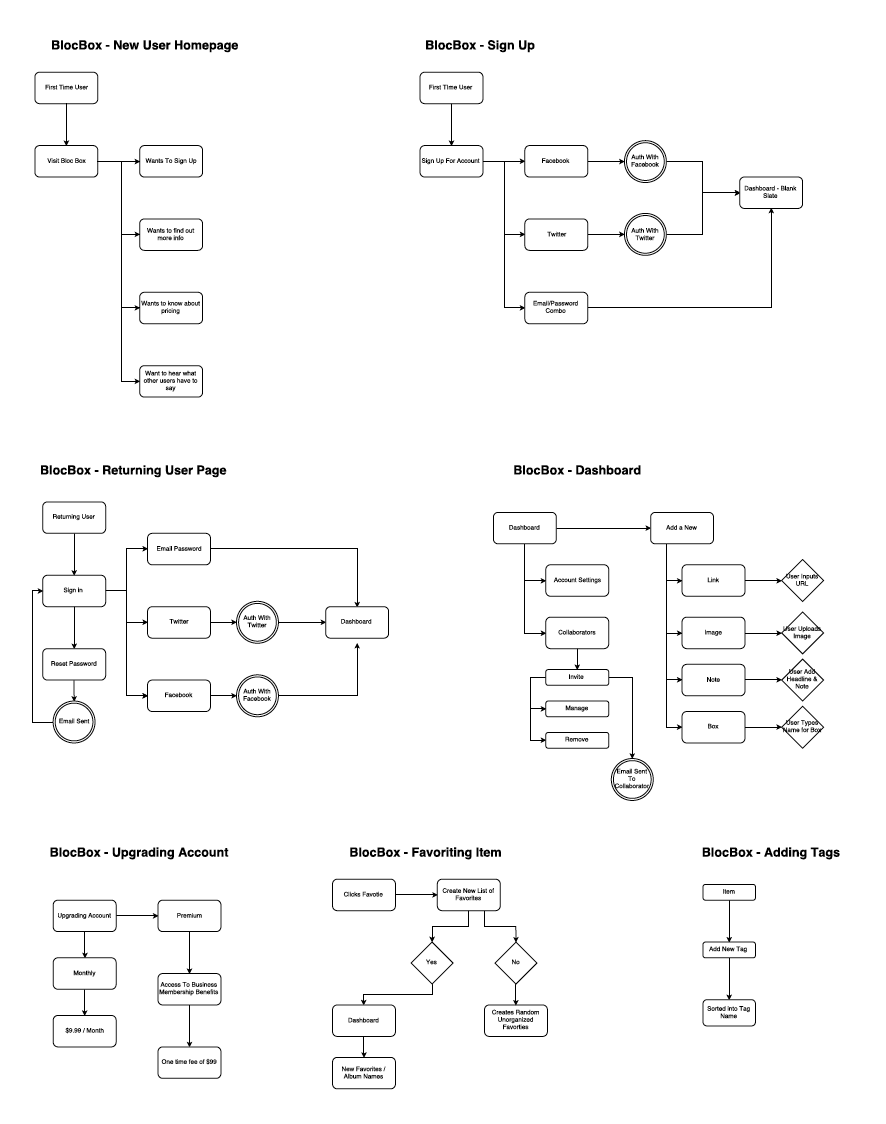 BlocBox - New User Homepage
First Time User
Visit Bloc Box
Wants To Sign Up
Wants to find out
more info
Wants to know about
pricing
Want to hear what
other users have to
say
BlocBox - Sign Up
First Time User
Sign Up For Account
Facebook
Auth With
Facebook
Dashboard - Blank
Slate
Twitter
Auth With
Twitter
Email/Password
Combo
BlocBox - Returning User Page
Returning User
Sign in
Reset Password
Email Sent
Email Password
Twitter
Auth With
Twitter
Dashboard
Facebook
Auth With
Facebook
BlocBox - Dashboard
Dashboard
Add a New
Account Settings
Collaborators
Invite
Manage
Remove
Email Sent
To
Collaborator
Link
User Inputs
URL
Image
User Uploads
Image
Note
User Add
Headline &
Note
Box
User Types
Name for Box
BlocBox - Upgrading Account
Upgrading Account
Premium
Monthly
Access To Business
Membership Benefits
$9.99 / Month
One time fee of $99
BlocBox - Favoriting Item
Clicks Favotie
Create New List of
Favorites
Yes
No
Dashboard
Creates Random
Unorganized
Favorties
New Favorites /
Album Names
BlocBox - Adding Tags
Item
Add New Tag
Sorted into Tag
Name